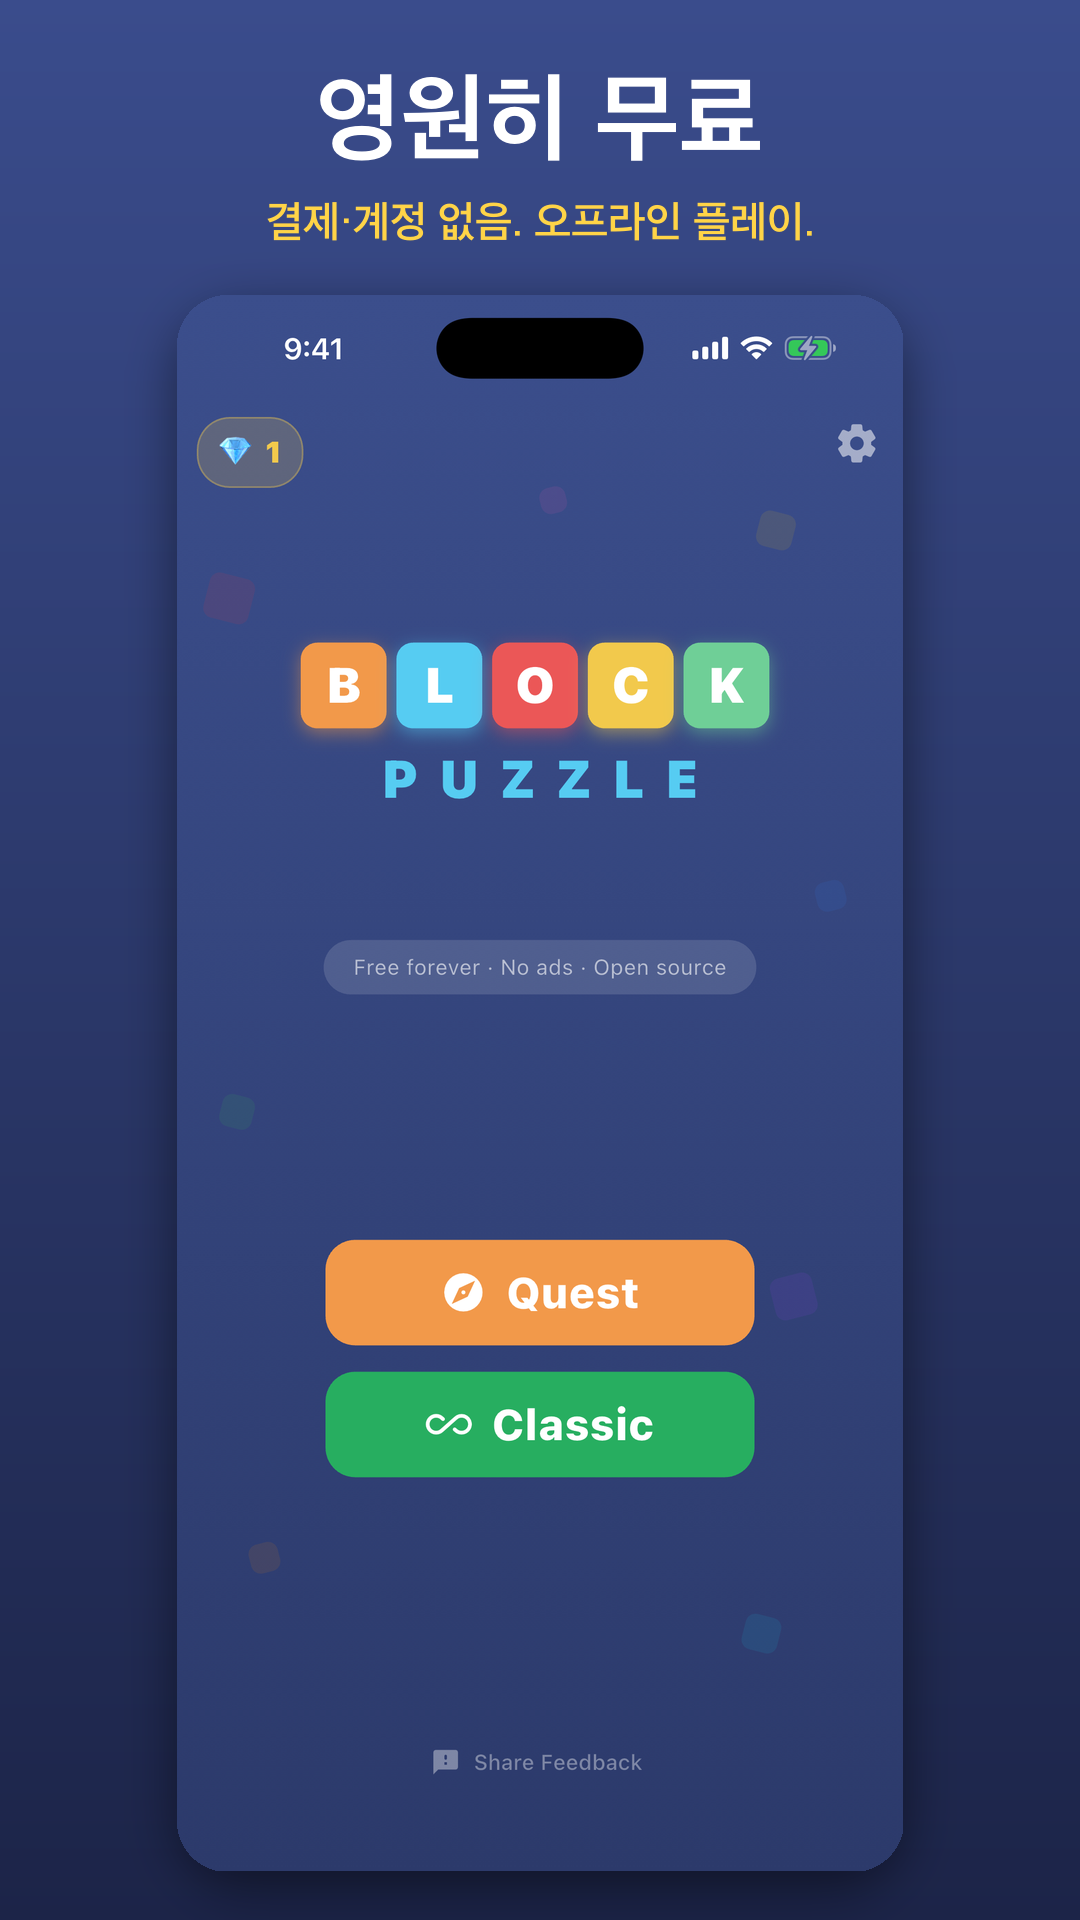 영원히 무료
결제·계정 없음. 오프라인 플레이.
9:41
1
BLOCK
PUZZLE
Free forever · No ads · Open source
Quest
Classic
Share Feedback